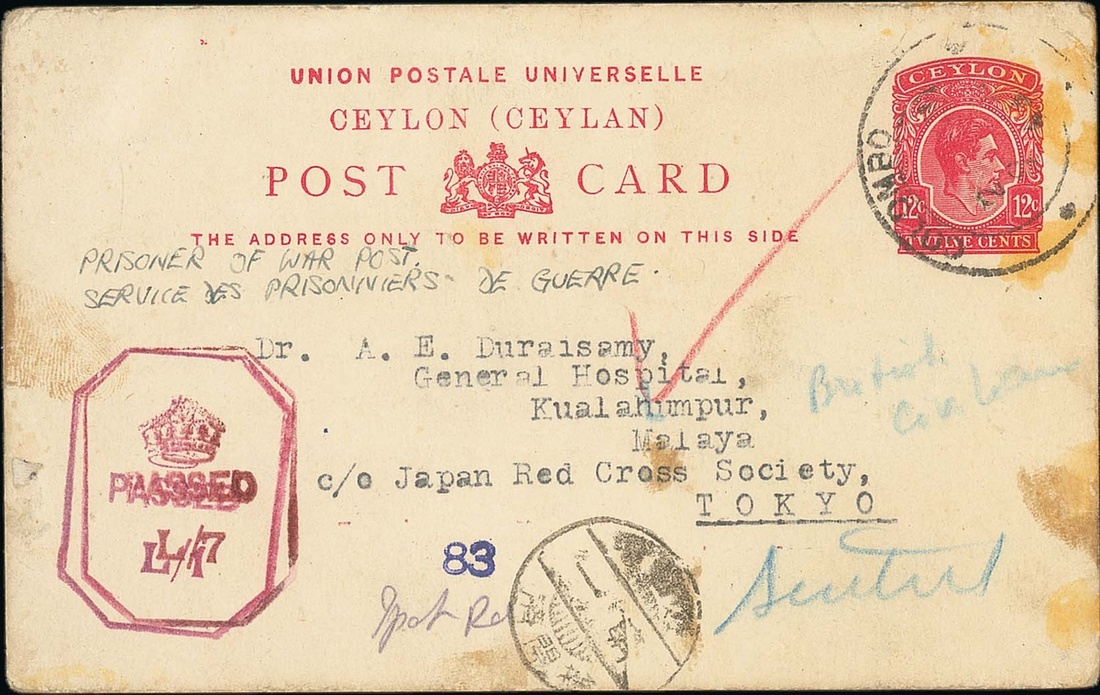 UNION POSTALE UNIVERSELLE
CEYLON (CEYLAN)
POST CARD
THE ADDRESS ONLY TO BE WRITTEN ON THIS SIDE
CEYLON
12c 12c
TWELVE CENTS
COLOMBO
PRISONER OF WAR POST.
SERVICE DES PRISONNIERS DE GUERRE.
Dr. A. E. Duraisamy,
General Hospital,
Kualahimpur,
Malaya
c/o Japan Red Cross Society,
TOKYO
British
PASSED
83